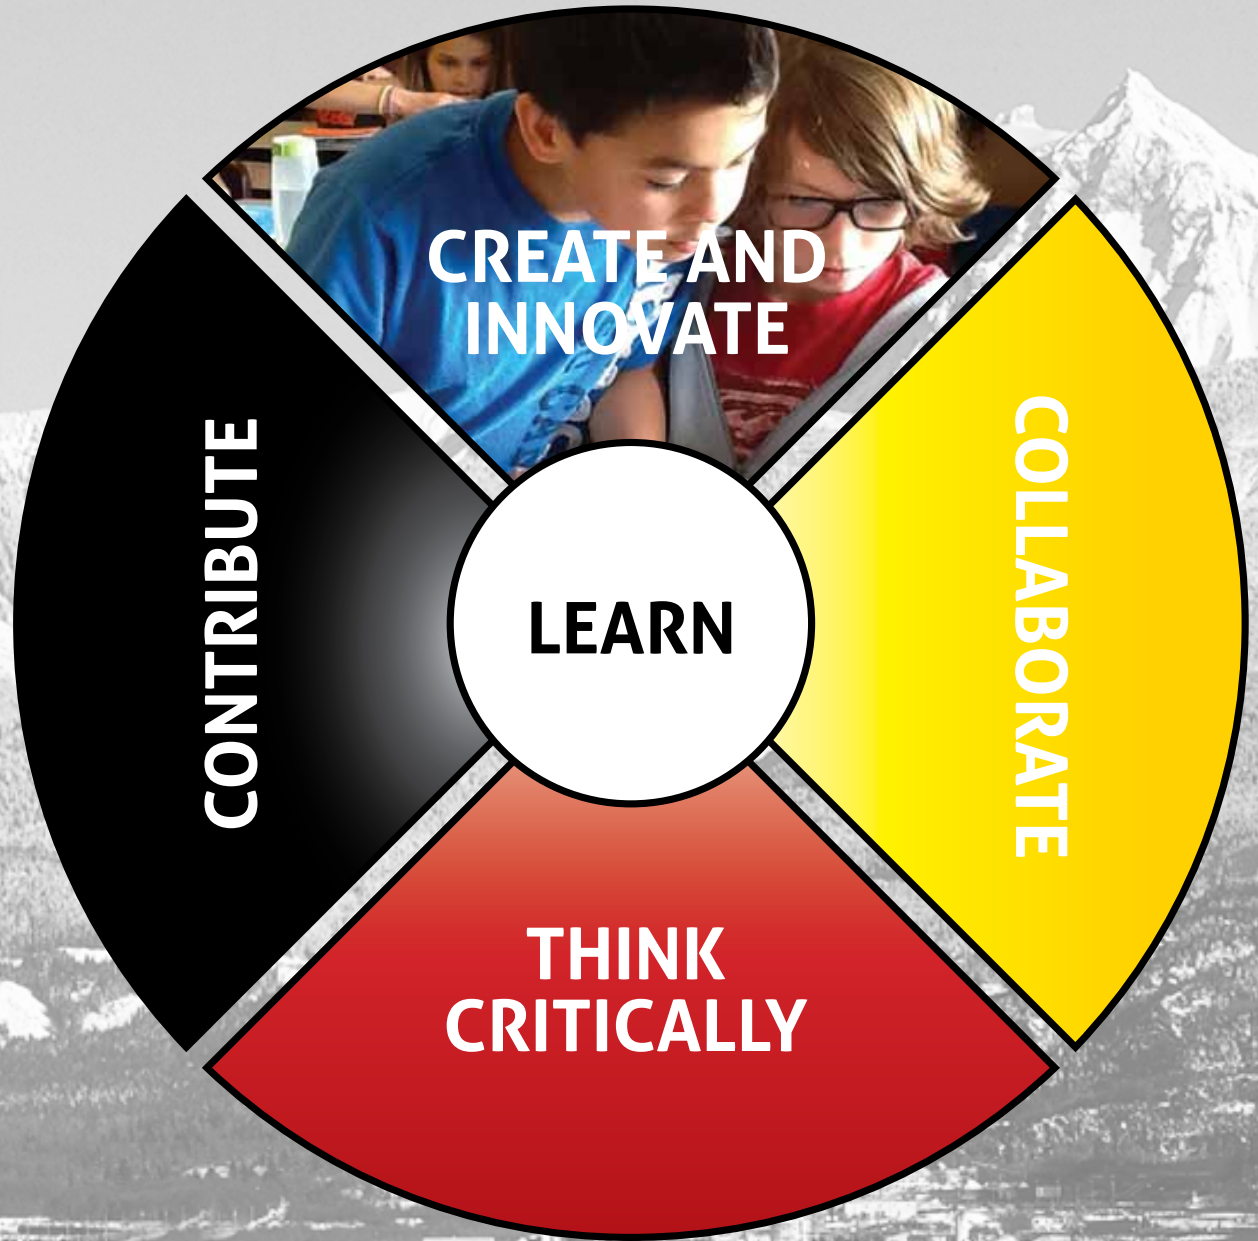 CREATE AND
INNOVATE
CONTRIBUTE
LEARN
COLLABORATE
THINK
CRITICALLY